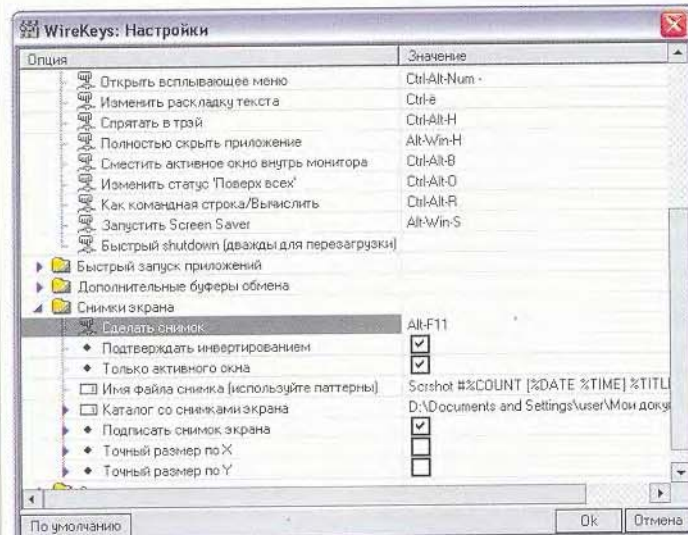 WireKeys: Настройки
Опция Значение
Открыть всплывающее меню Ctrl-Alt-Num -
Изменить раскладку текста Ctrl-ё
Спрятать в трэй Ctrl-Alt-H
Полностью скрыть приложение Alt-Win-H
Сместить активное окно внутрь монитора Ctrl-Alt-B
Изменить статус 'Поверх всех' Ctrl-Alt-O
Как командная строка/Вычислить Ctrl-Alt-R
Запустить Screen Saver Alt-Win-S
Быстрый shutdown (дважды для перезагрузки)
Быстрый запуск приложений
Дополнительные буферы обмена
Снимки экрана
Сделать снимок Alt-F11
Подтверждать инвертированием
Только активного окна
Имя файла снимка (используйте паттерны) Scrshot #%COUNT [%DATE %TIME] %TITL
Каталог со снимками экрана D:\Documents and Settings\user\Мои доку
Подписать снимок экрана
Точный размер по X
Точный размер по Y
По умолчанию Ok Отмена